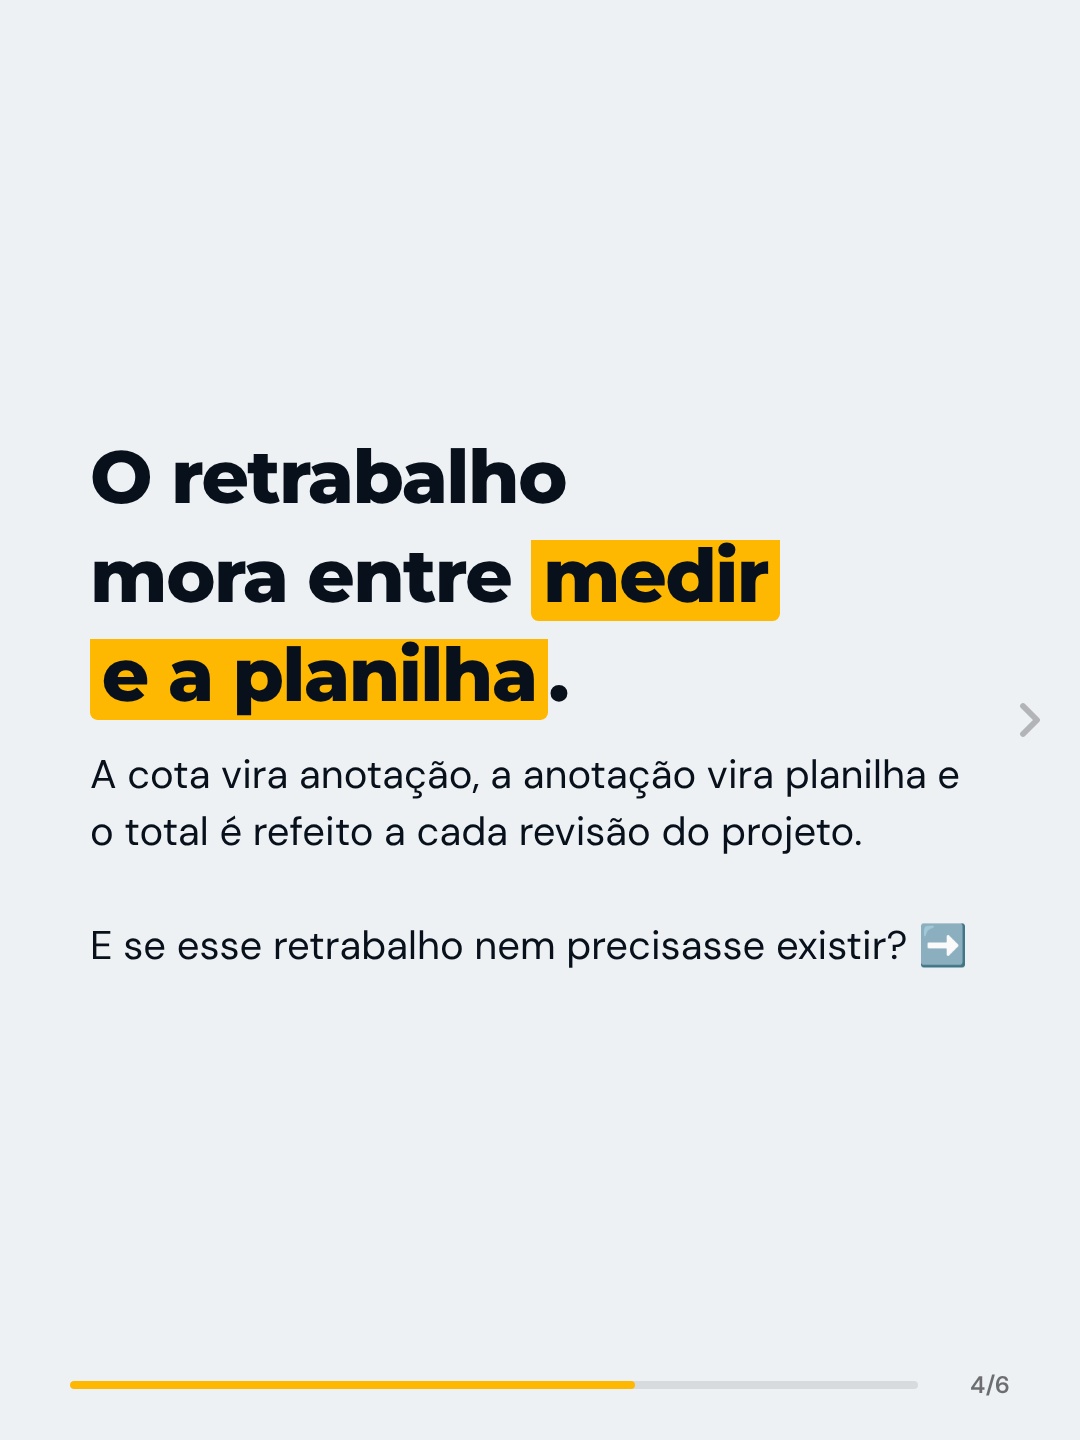 O retrabalho
mora entre medir
e a planilha.
A cota vira anotação, a anotação vira planilha e
o total é refeito a cada revisão do projeto.
E se esse retrabalho nem precisasse existir? ➡️
4/6